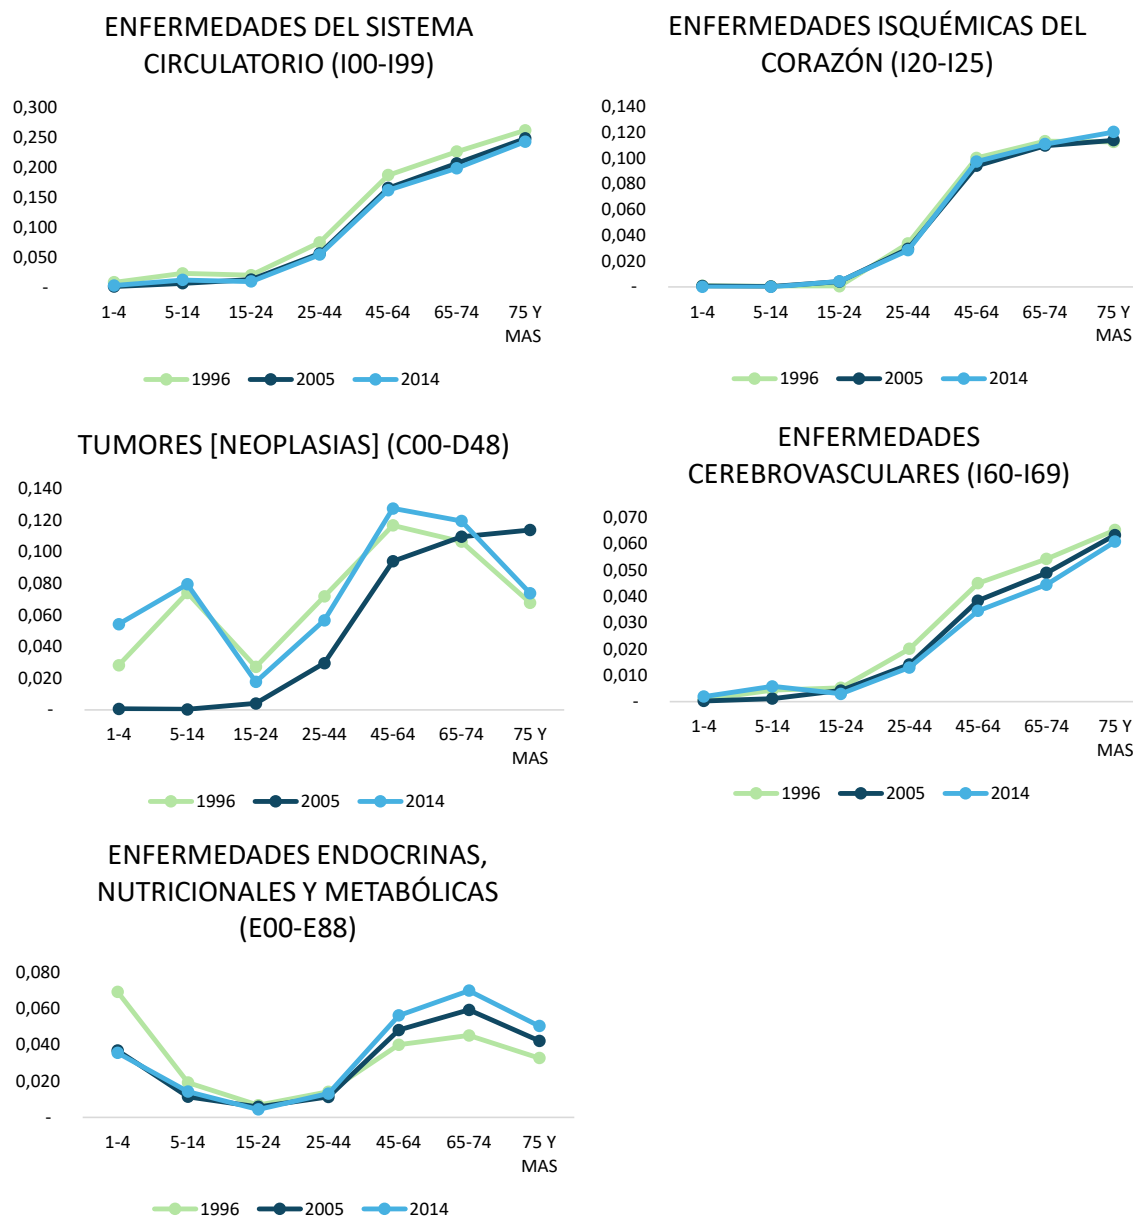 ENFERMEDADES DEL SISTEMA
CIRCULATORIO (I00-I99)
0,300
0,250
0,200
0,150
0,100
0,050
-
1-4 5-14 15-24 25-44 45-64 65-74 75 Y
MAS
1996 2005 2014
ENFERMEDADES ISQUÉMICAS DEL
CORAZÓN (I20-I25)
0,140
0,120
0,100
0,080
0,060
0,040
0,020
-
1-4 5-14 15-24 25-44 45-64 65-74 75 Y
MAS
1996 2005 2014
TUMORES [NEOPLASIAS] (C00-D48)
0,140
0,120
0,100
0,080
0,060
0,040
0,020
-
1-4 5-14 15-24 25-44 45-64 65-74 75 Y
MAS
1996 2005 2014
ENFERMEDADES
CEREBROVASCULARES (I60-I69)
0,070
0,060
0,050
0,040
0,030
0,020
0,010
-
1-4 5-14 15-24 25-44 45-64 65-74 75 Y
MAS
1996 2005 2014
ENFERMEDADES ENDOCRINAS,
NUTRICIONALES Y METABÓLICAS
(E00-E88)
0,080
0,060
0,040
0,020
-
1-4 5-14 15-24 25-44 45-64 65-74 75 Y
MAS
1996 2005 2014